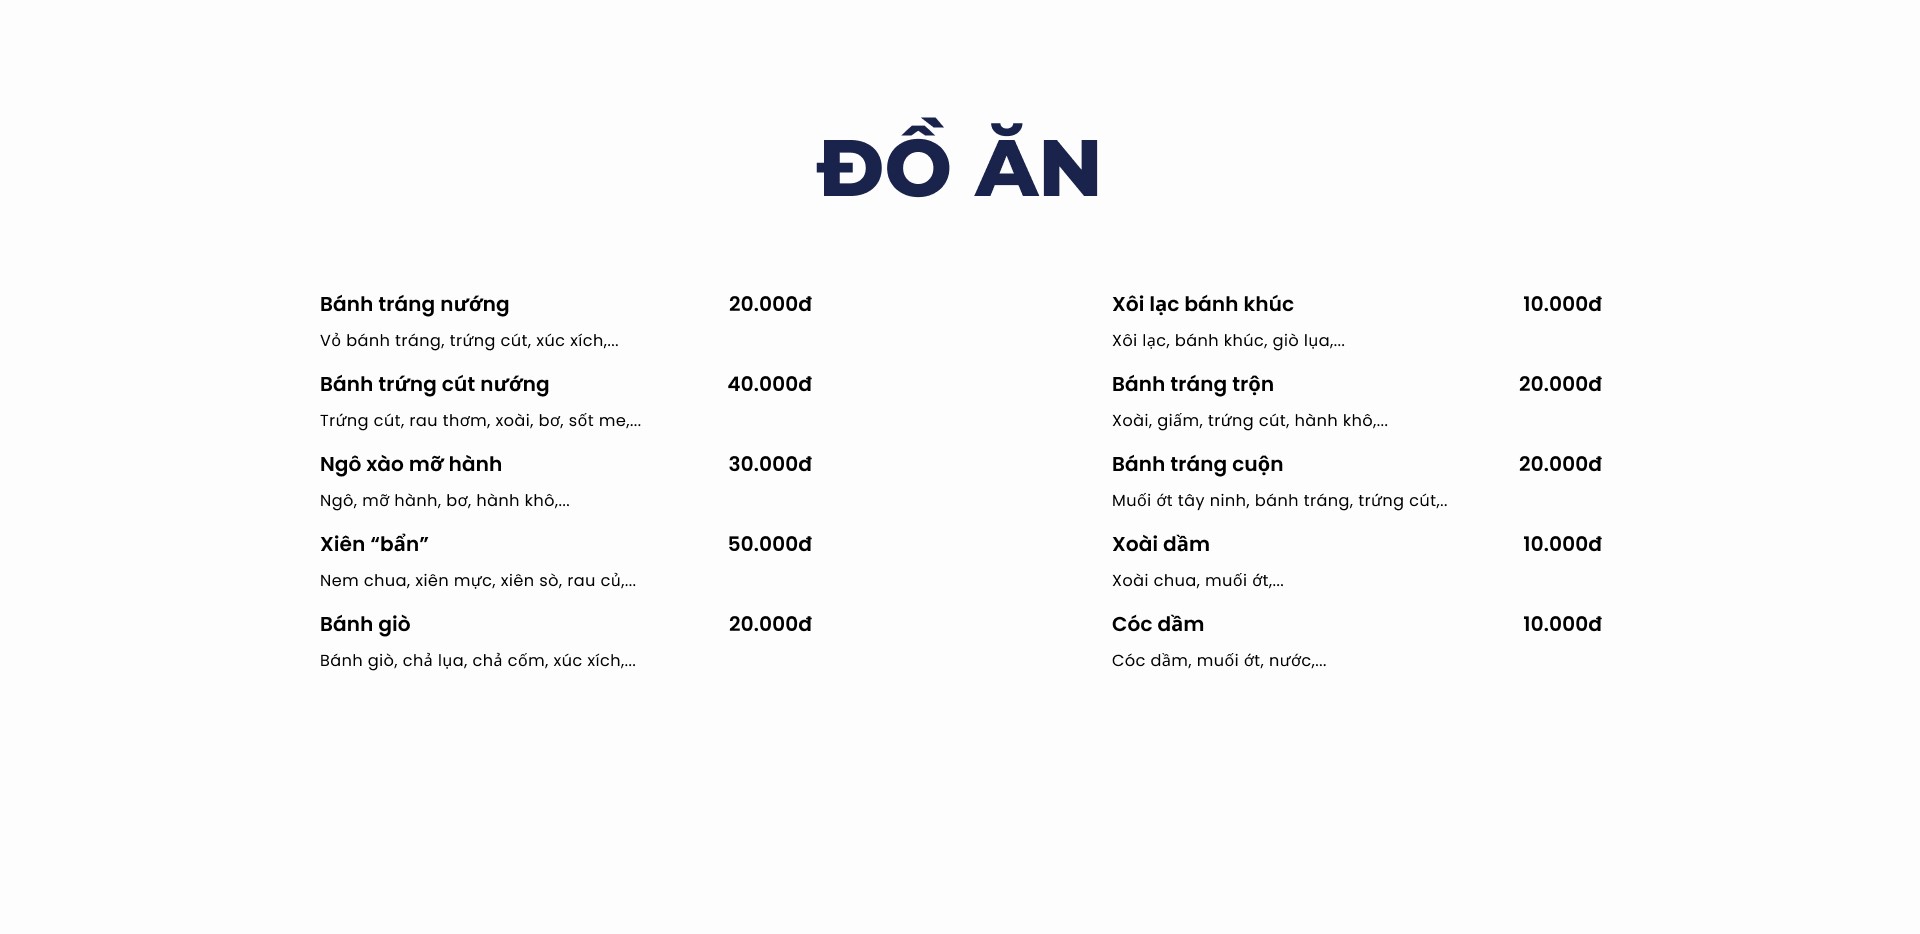 ĐỒ ĂN
Bánh tráng nướng 20.000đ
Vỏ bánh tráng, trứng cút, xúc xích,...
Bánh trứng cút nướng 40.000đ
Trứng cút, rau thơm, xoài, bơ, sốt me,...
Ngô xào mỡ hành 30.000đ
Ngô, mỡ hành, bơ, hành khô,...
Xiên “bẩn” 50.000đ
Nem chua, xiên mực, xiên sò, rau củ,...
Bánh giò 20.000đ
Bánh giò, chả lụa, chả cốm, xúc xích,...
Xôi lạc bánh khúc 10.000đ
Xôi lạc, bánh khúc, giò lụa,...
Bánh tráng trộn 20.000đ
Xoài, giấm, trứng cút, hành khô,...
Bánh tráng cuộn 20.000đ
Muối ớt tây ninh, bánh tráng, trứng cút,..
Xoài dầm 10.000đ
Xoài chua, muối ớt,...
Cóc dầm 10.000đ
Cóc dầm, muối ớt, nước,...